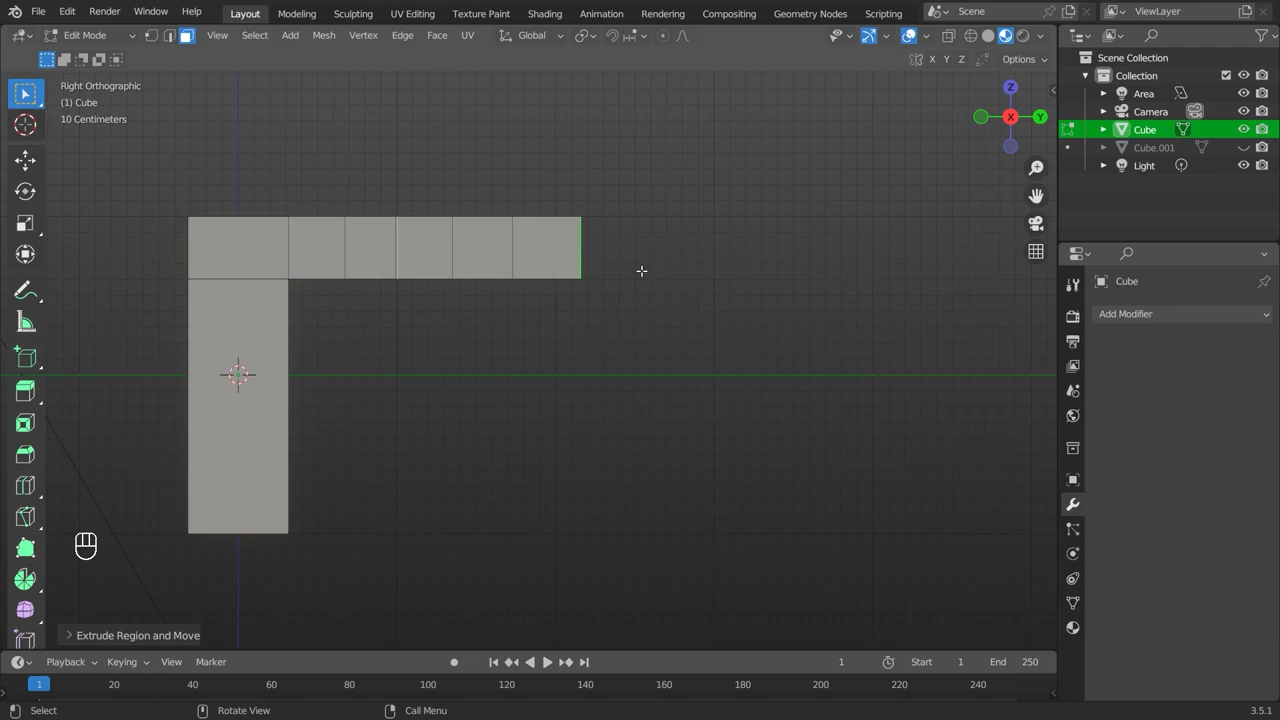 File Edit Render Window Help Layout Modeling Sculpting UV Editing Texture Paint Shading Animation Rendering Compositing Geometry Nodes Scripting Scene ViewLayer
Edit Mode View Select Add Mesh Vertex Edge Face UV Global
X Y Z Options
Right Orthographic
(1) Cube
10 Centimeters
Z
X
Y
Scene Collection
Collection
Area
Camera
Cube
Cube.001
Light
Cube
Add Modifier
Extrude Region and Move
Playback Keying View Marker 1 Start 1 End 250
1 20 40 60 80 100 120 140 160 180 200 220 240
Select Rotate View Call Menu 3.5.1